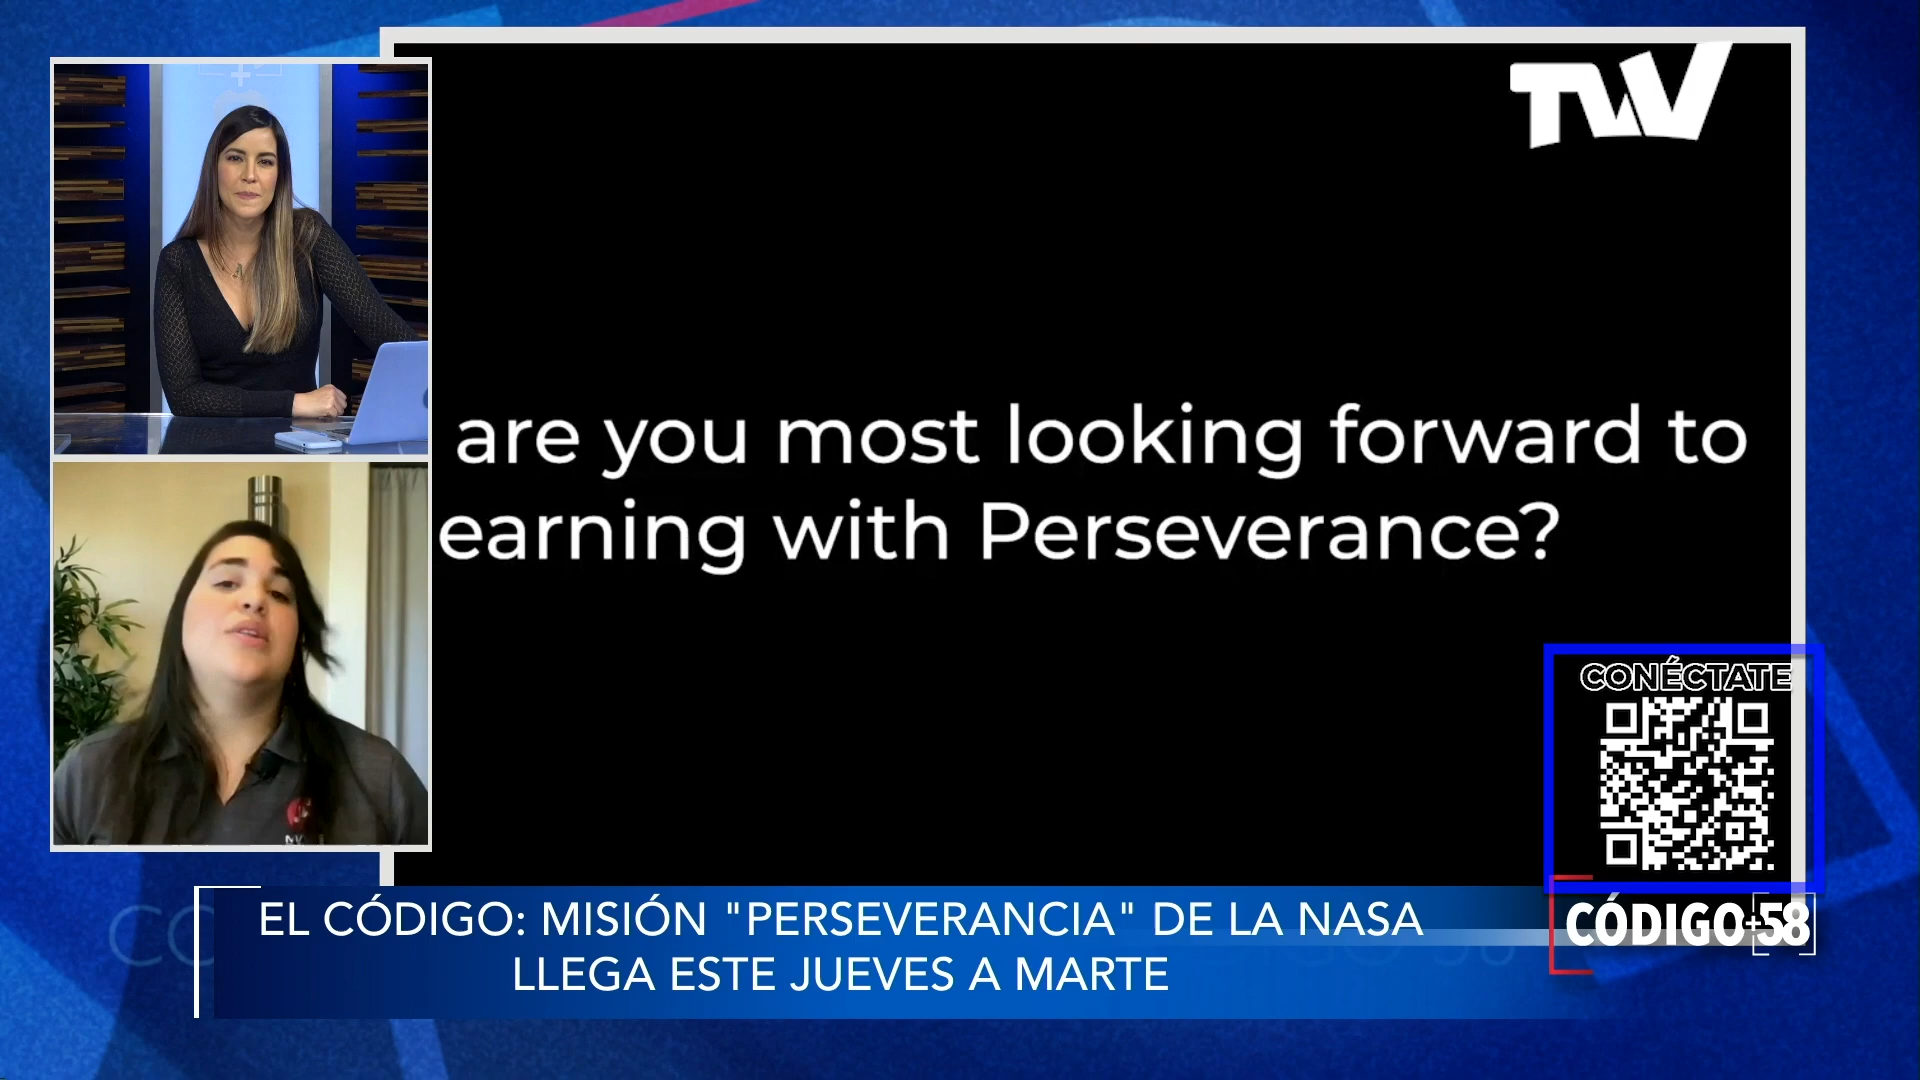 TVV
are you most looking forward to
earning with Perseverance?
CONÉCTATE
EL CÓDIGO: MISIÓN "PERSEVERANCIA" DE LA NASA
LLEGA ESTE JUEVES A MARTE
CÓDIGO+58